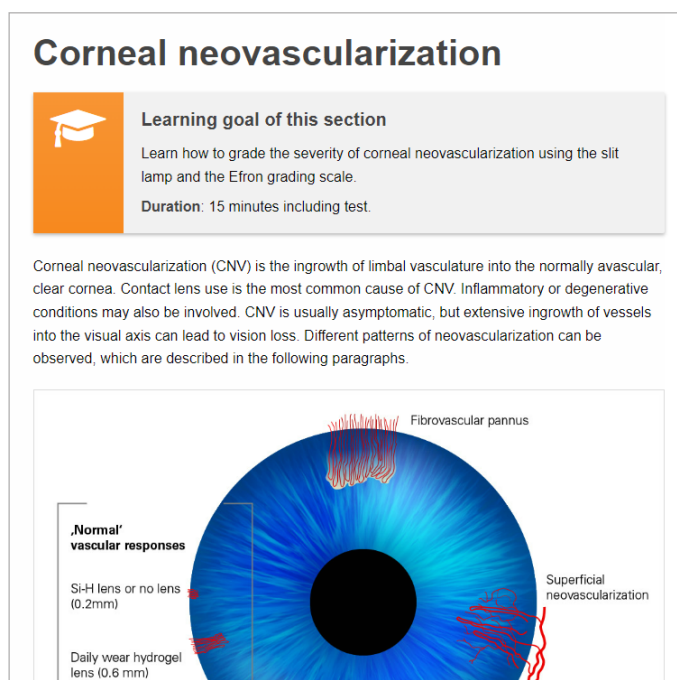 Corneal neovascularization
Learning goal of this section
Learn how to grade the severity of corneal neovascularization using the slit
lamp and the Efron grading scale.
Duration: 15 minutes including test.
Corneal neovascularization (CNV) is the ingrowth of limbal vasculature into the normally avascular,
clear cornea. Contact lens use is the most common cause of CNV. Inflammatory or degenerative
conditions may also be involved. CNV is usually asymptomatic, but extensive ingrowth of vessels
into the visual axis can lead to vision loss. Different patterns of neovascularization can be
observed, which are described in the following paragraphs.
Fibrovascular pannus
‚Normal‘
vascular responses
Si-H lens or no lens
(0.2mm)
Superficial
neovascularization
Daily wear hydrogel
lens (0.6 mm)